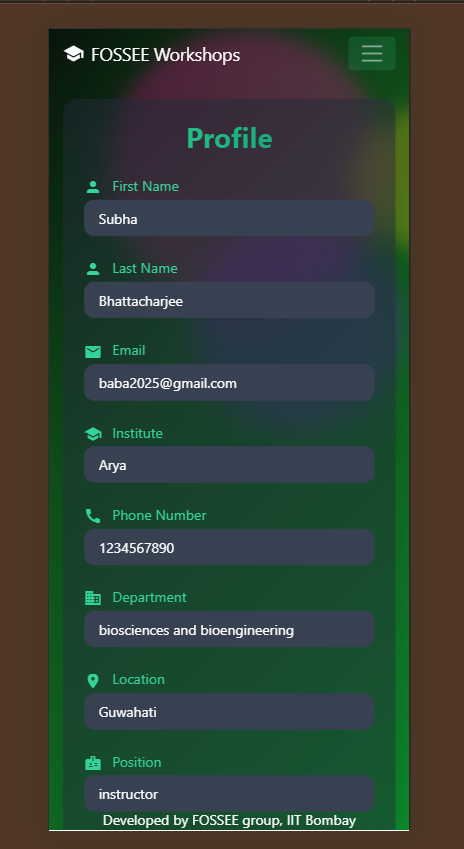 FOSSEE Workshops
Profile
First Name
Subha
Last Name
Bhattacharjee
Email
baba2025@gmail.com
Institute
Arya
Phone Number
1234567890
Department
biosciences and bioengineering
Location
Guwahati
Position
instructor
Developed by FOSSEE group, IIT Bombay